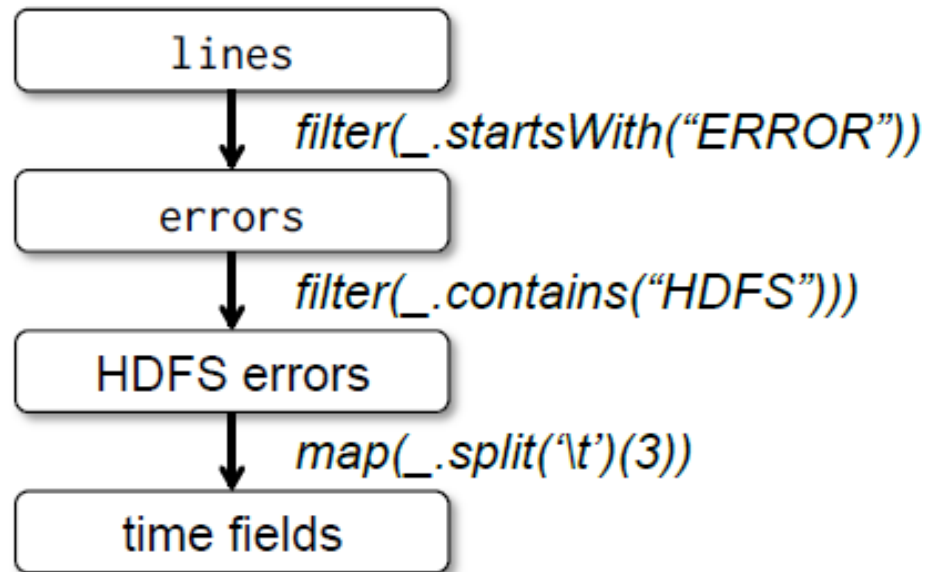 lines
filter(_.startsWith(“ERROR”))
errors
filter(_.contains(“HDFS”)))
HDFS errors
map(_.split(‘\t’)(3))
time fields